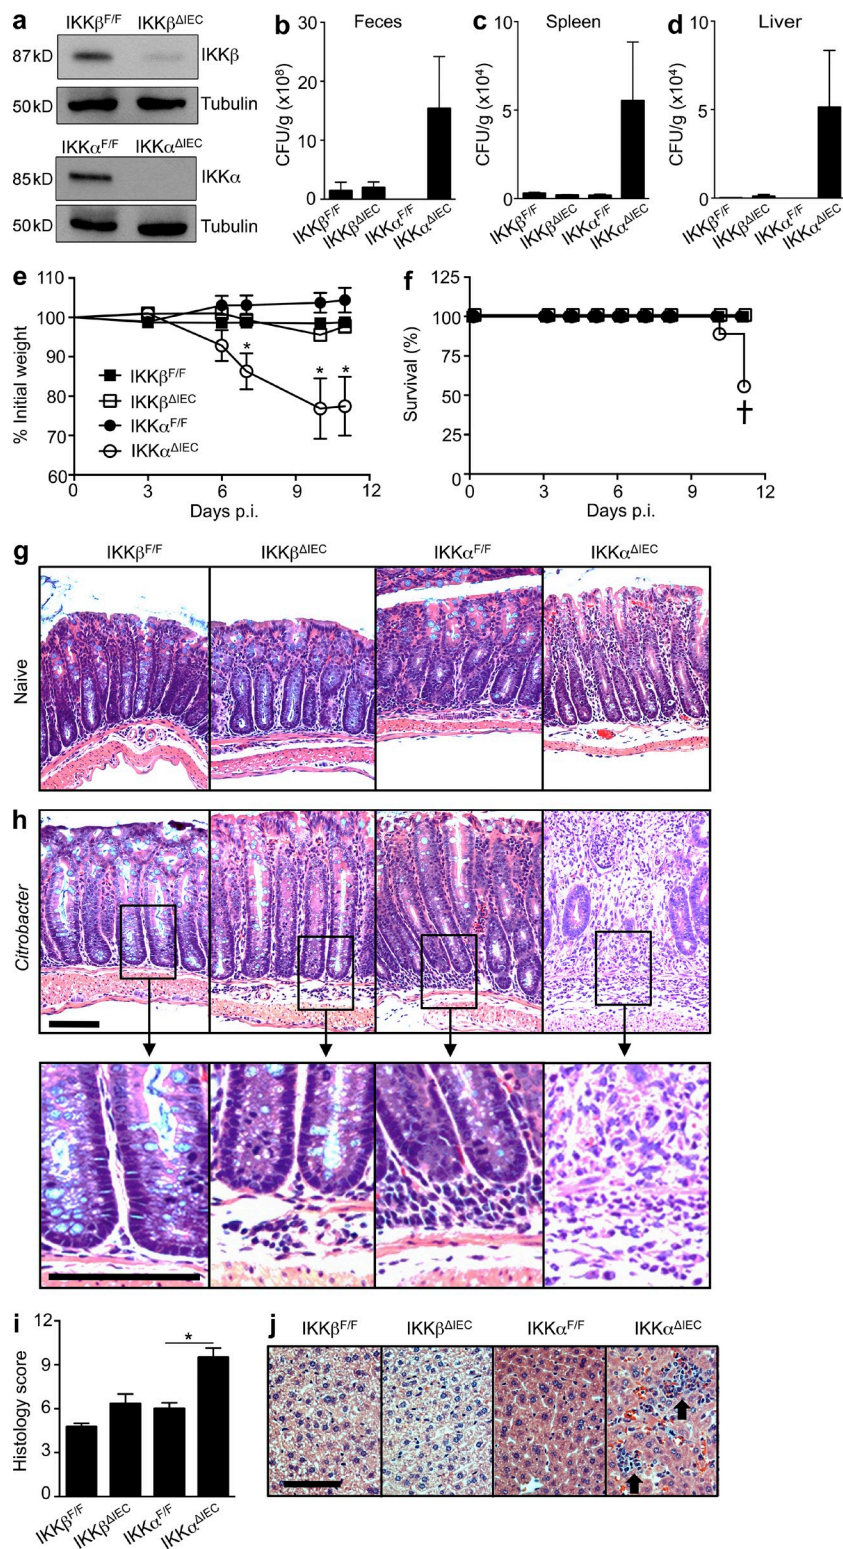 a
IKKβF/F IKKβΔIEC
87kD IKKβ
50kD Tubulin
IKKαF/F IKKαΔIEC
85kD IKKα
50kD Tubulin
b Feces
CFU/g (x10⁸)
30
20
10
0
IKKβF/F IKKβΔIEC IKKαF/F IKKαΔIEC
c Spleen
CFU/g (x10⁴)
10
5
0
IKKβF/F IKKβΔIEC IKKαF/F IKKαΔIEC
d Liver
CFU/g (x10⁴)
10
5
0
IKKβF/F IKKβΔIEC IKKαF/F IKKαΔIEC
e
% Initial weight
110
100
90
80
70
60
* * *
IKKβF/F
IKKβΔIEC
IKKαF/F
IKKαΔIEC
0 3 6 9 12
Days p.i.
f
Survival (%)
125
100
75
50
25
0
†
0 3 6 9 12
Days p.i.
g
IKKβF/F IKKβΔIEC IKKαF/F IKKαΔIEC
Naive
h
Citrobacter
i
Histology score
12
9
6
3
0
*
IKKβF/F IKKβΔIEC IKKαF/F IKKαΔIEC
j
IKKβF/F IKKβΔIEC IKKαF/F IKKαΔIEC